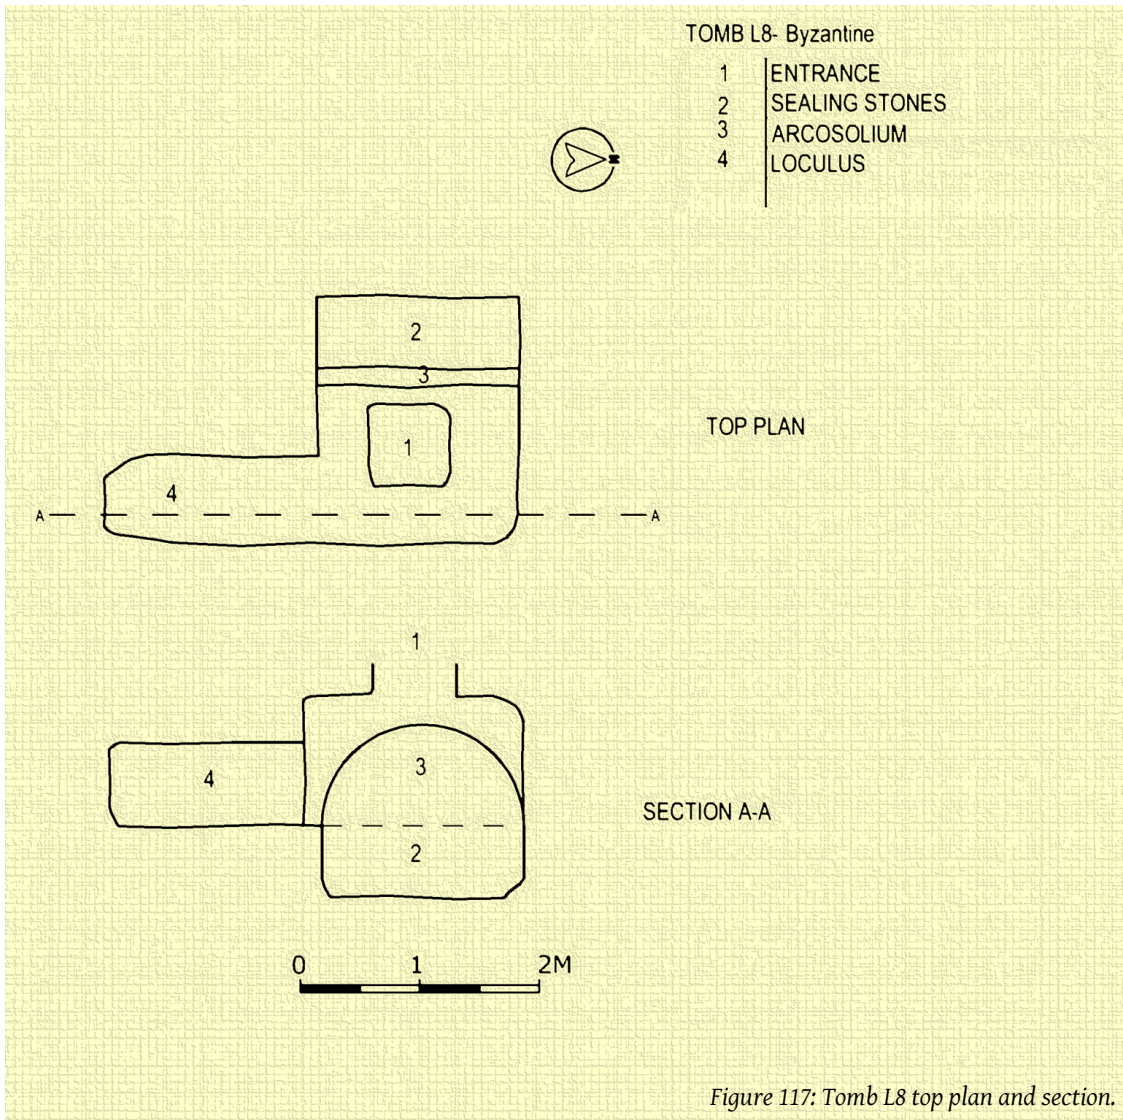 TOMB L8- Byzantine
1 ENTRANCE
2 SEALING STONES
3 ARCOSOLIUM
4 LOCULUS
N
2
3
1
TOP PLAN
4
A A
1
3
4
SECTION A-A
2
0 1 2M
Figure 117: Tomb L8 top plan and section.